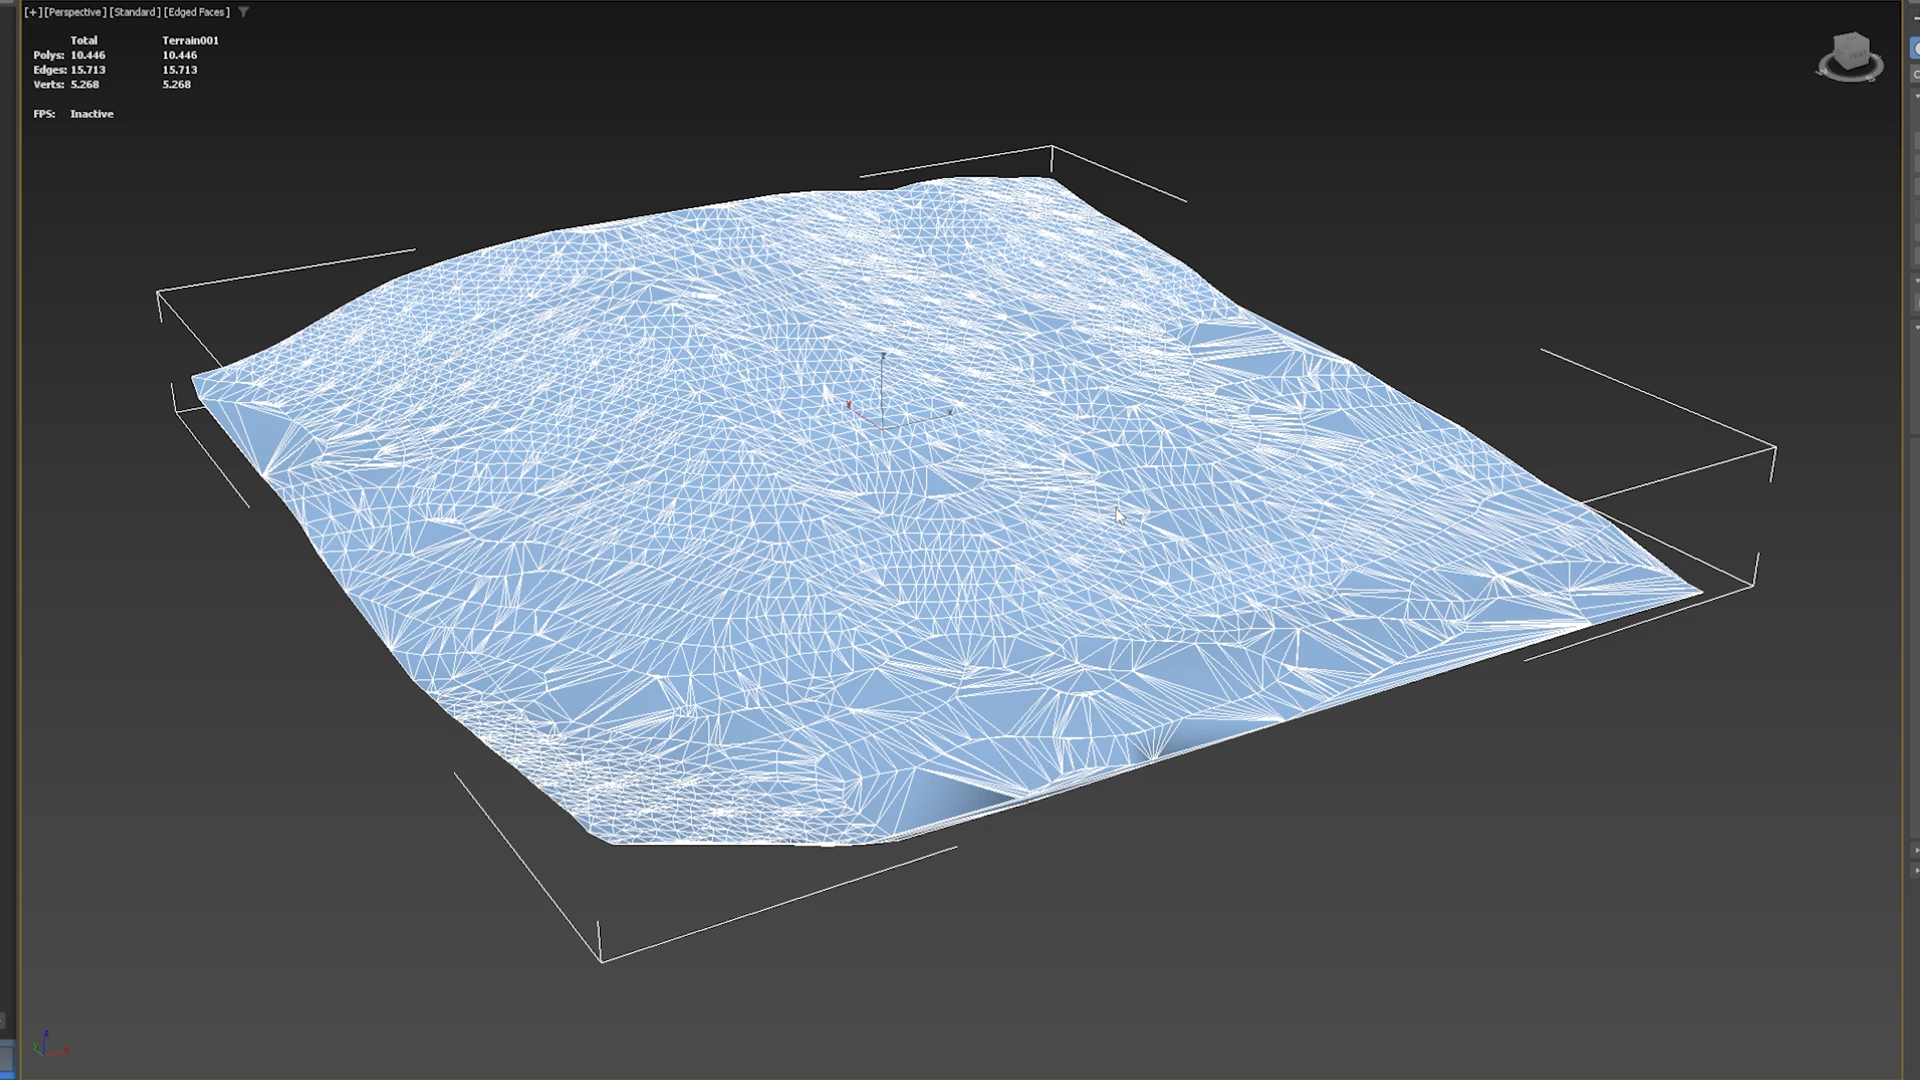 [+] [Perspective] [Standard] [Edged Faces]
Total Terrain001
Polys: 10.446 10.446
Edges: 15.713 15.713
Verts: 5.268 5.268
FPS: Inactive
z
x
z
y
x